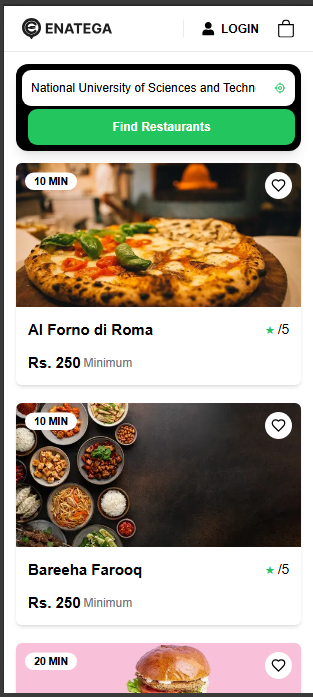 ENATEGA
LOGIN
National University of Sciences and Techn
Find Restaurants
10 MIN
Al Forno di Roma
★ /5
Rs. 250 Minimum
10 MIN
Bareeha Farooq
★ /5
Rs. 250 Minimum
20 MIN